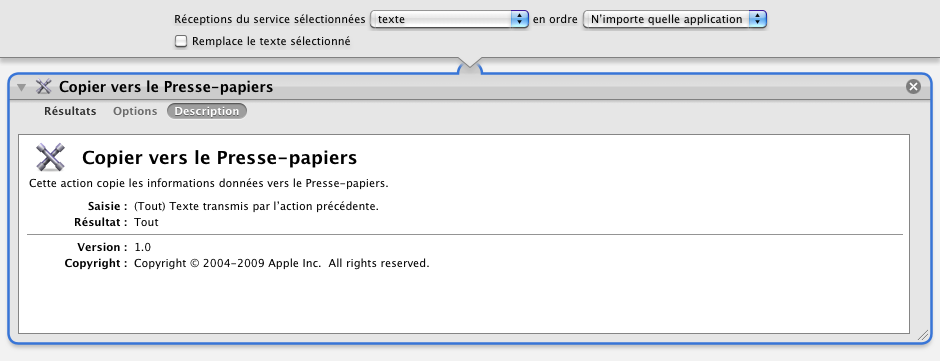 Réceptions du service sélectionnées texte en ordre N'importe quelle application
Remplace le texte sélectionné
Copier vers le Presse-papiers
Résultats Options Description
Copier vers le Presse-papiers
Cette action copie les informations données vers le Presse-papiers.
Saisie : (Tout) Texte transmis par l'action précédente.
Résultat : Tout
Version : 1.0
Copyright : Copyright © 2004-2009 Apple Inc. All rights reserved.